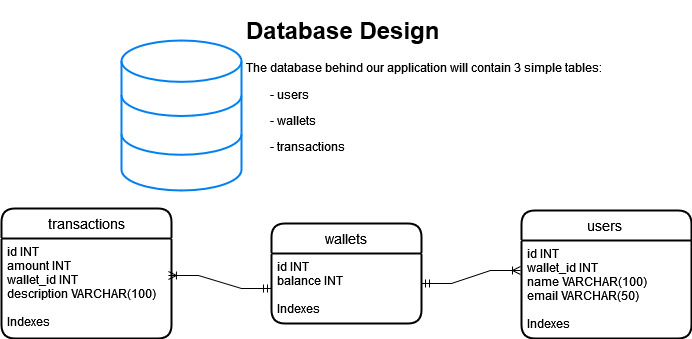 Database Design
The database behind our application will contain 3 simple tables:
- users
- wallets
- transactions
transactions
id INT
amount INT
wallet_id INT
description VARCHAR(100)
Indexes
wallets
id INT
balance INT
Indexes
users
id INT
wallet_id INT
name VARCHAR(100)
email VARCHAR(50)
Indexes